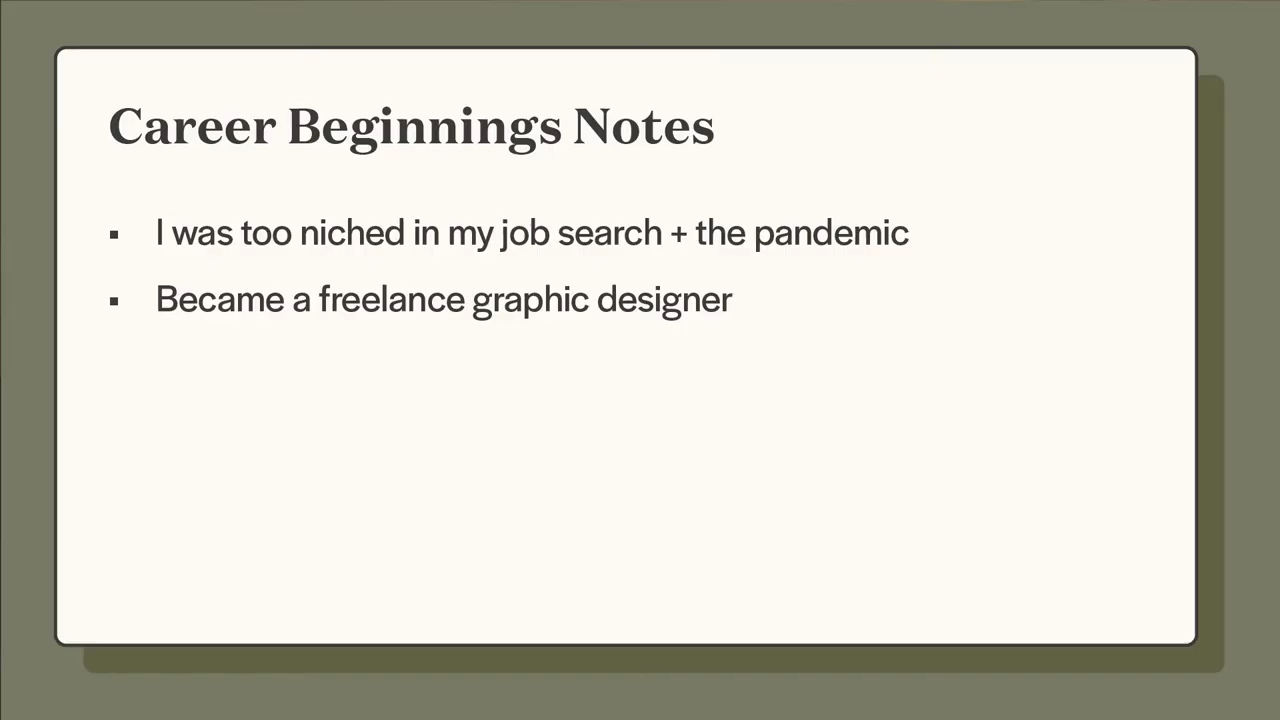 Career Beginnings Notes
▪ I was too niched in my job search + the pandemic
▪ Became a freelance graphic designer